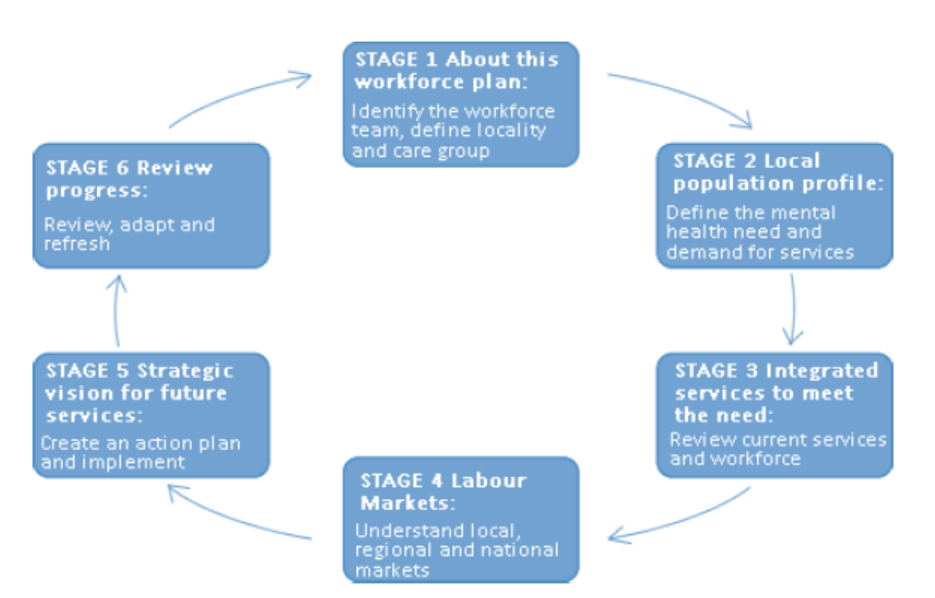 STAGE 1 About this
workforce plan:
Identify the workforce
team, define locality
and care group
STAGE 2 Local
population profile:
Define the mental
health need and
demand for services
STAGE 3 Integrated
services to meet
the need:
Review current services
and workforce
STAGE 4 Labour
Markets:
Understand local,
regional and national
markets
STAGE 5 Strategic
vision for future
services:
Create an action plan
and implement
STAGE 6 Review
progress:
Review, adapt and
refresh